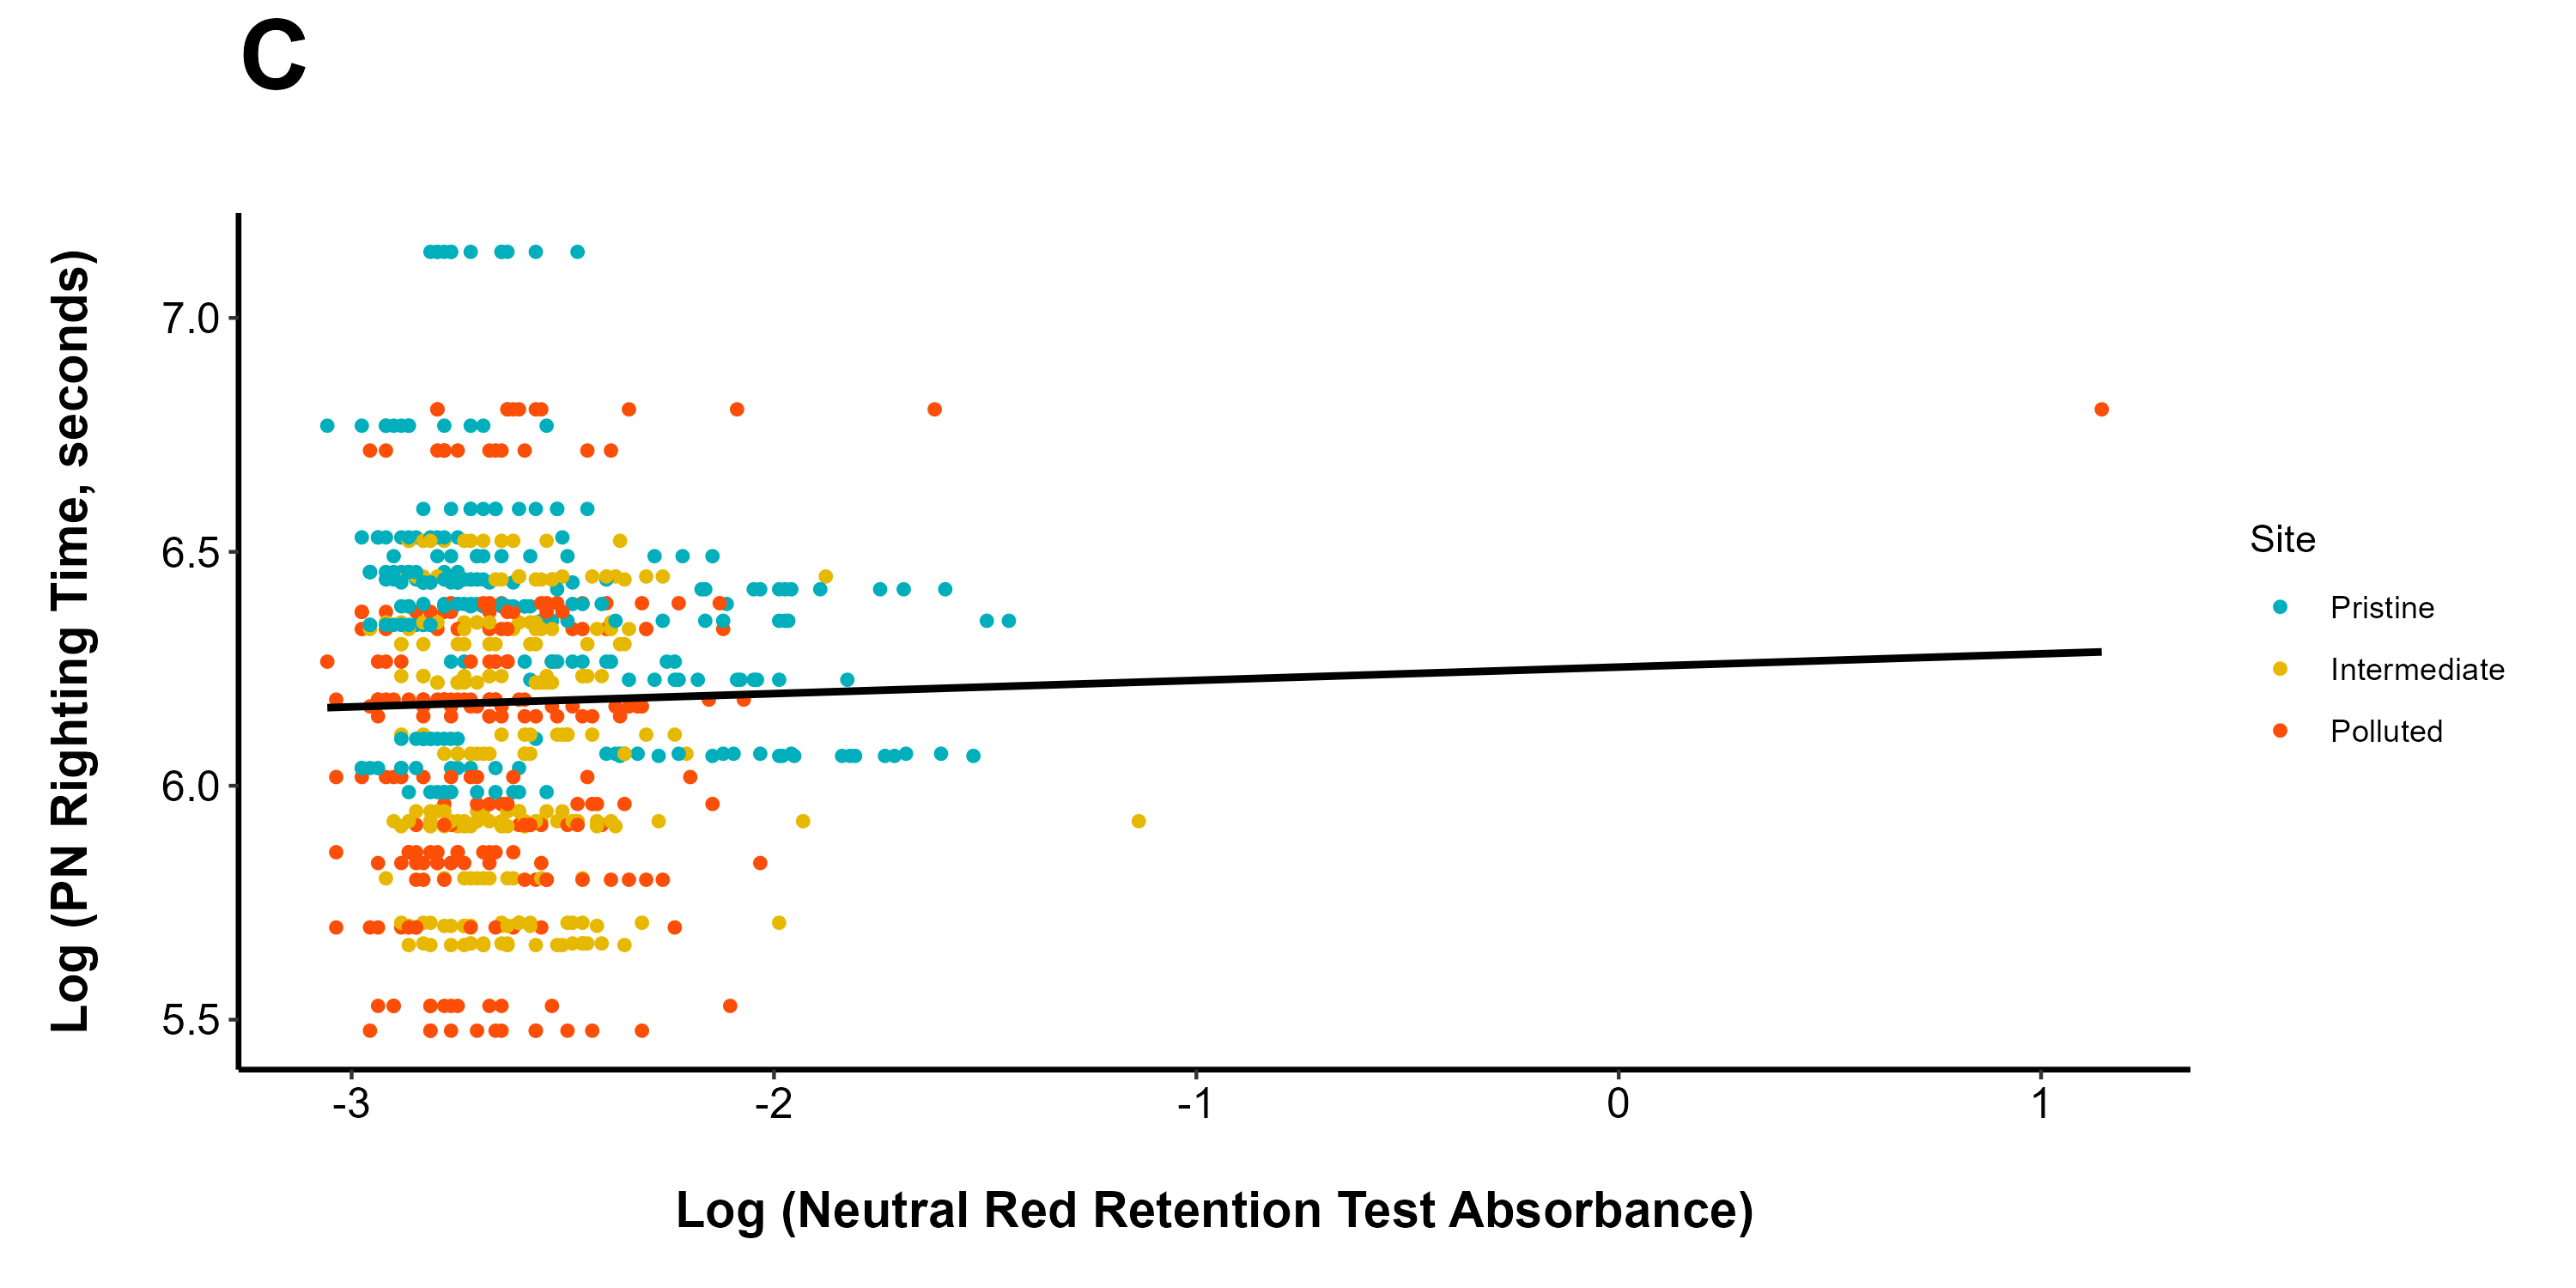 C
Log (PN Righting Time, seconds)
7.0
6.5
6.0
5.5
-3
-2
-1
0
1
Log (Neutral Red Retention Test Absorbance)
Site
Pristine
Intermediate
Polluted